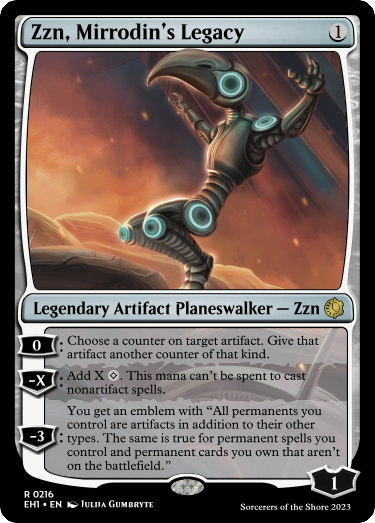 Zzn, Mirrodin's Legacy 1
Legendary Artifact Planeswalker — Zzn
0: Choose a counter on target artifact. Give that
artifact another counter of that kind.
-X: Add X ◇. This mana can't be spent to cast
nonartifact spells.
You get an emblem with “All permanents you
control are artifacts in addition to their other
-3: types. The same is true for permanent spells you
control and permanent cards you own that aren't
on the battlefield.”
1
R 0216
EH1 • EN Julija Gumbryte
Sorcerers of the Shore 2023